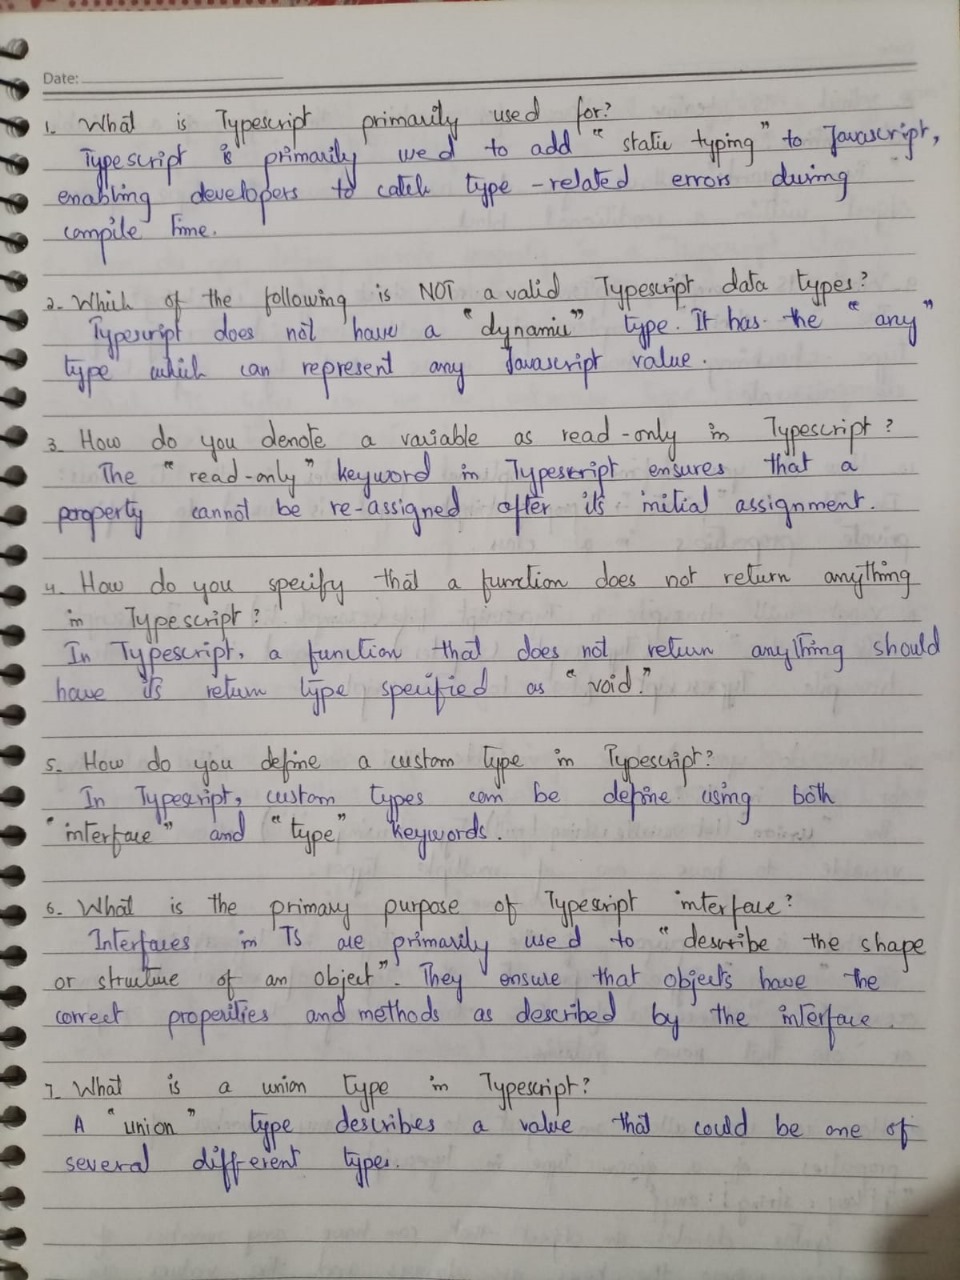 Date:
1. What is Typescript primarily used for?
Typescript is primarily used to add "static typing" to Javascript,
enabling developers to catch type-related errors during
compile time.
2. Which of the following is NOT a valid Typescript data types?
Typescript does not have a "dynamic" type. It has the "any"
type which can represent any Javascript value.
3. How do you denote a variable as read-only in Typescript?
The "read-only" keyword in Typescript ensures that a
property cannot be re-assigned after its initial assignment.
4. How do you specify that a function does not return anything
in Typescript?
In Typescript, a function that does not return anything should
have its return type specified as "void."
5. How do you define a custom type in Typescript?
In Typescript, custom types can be define using both
"interface" and "type" keywords.
6. What is the primary purpose of Typescript interface?
Interfaces in TS are primarily used to "describe the shape
or structure of an object". They ensure that objects have the
correct properities and methods as described by the interface.
7. What is a union type in Typescript?
A "union" type describes a value that could be one of
several different types.